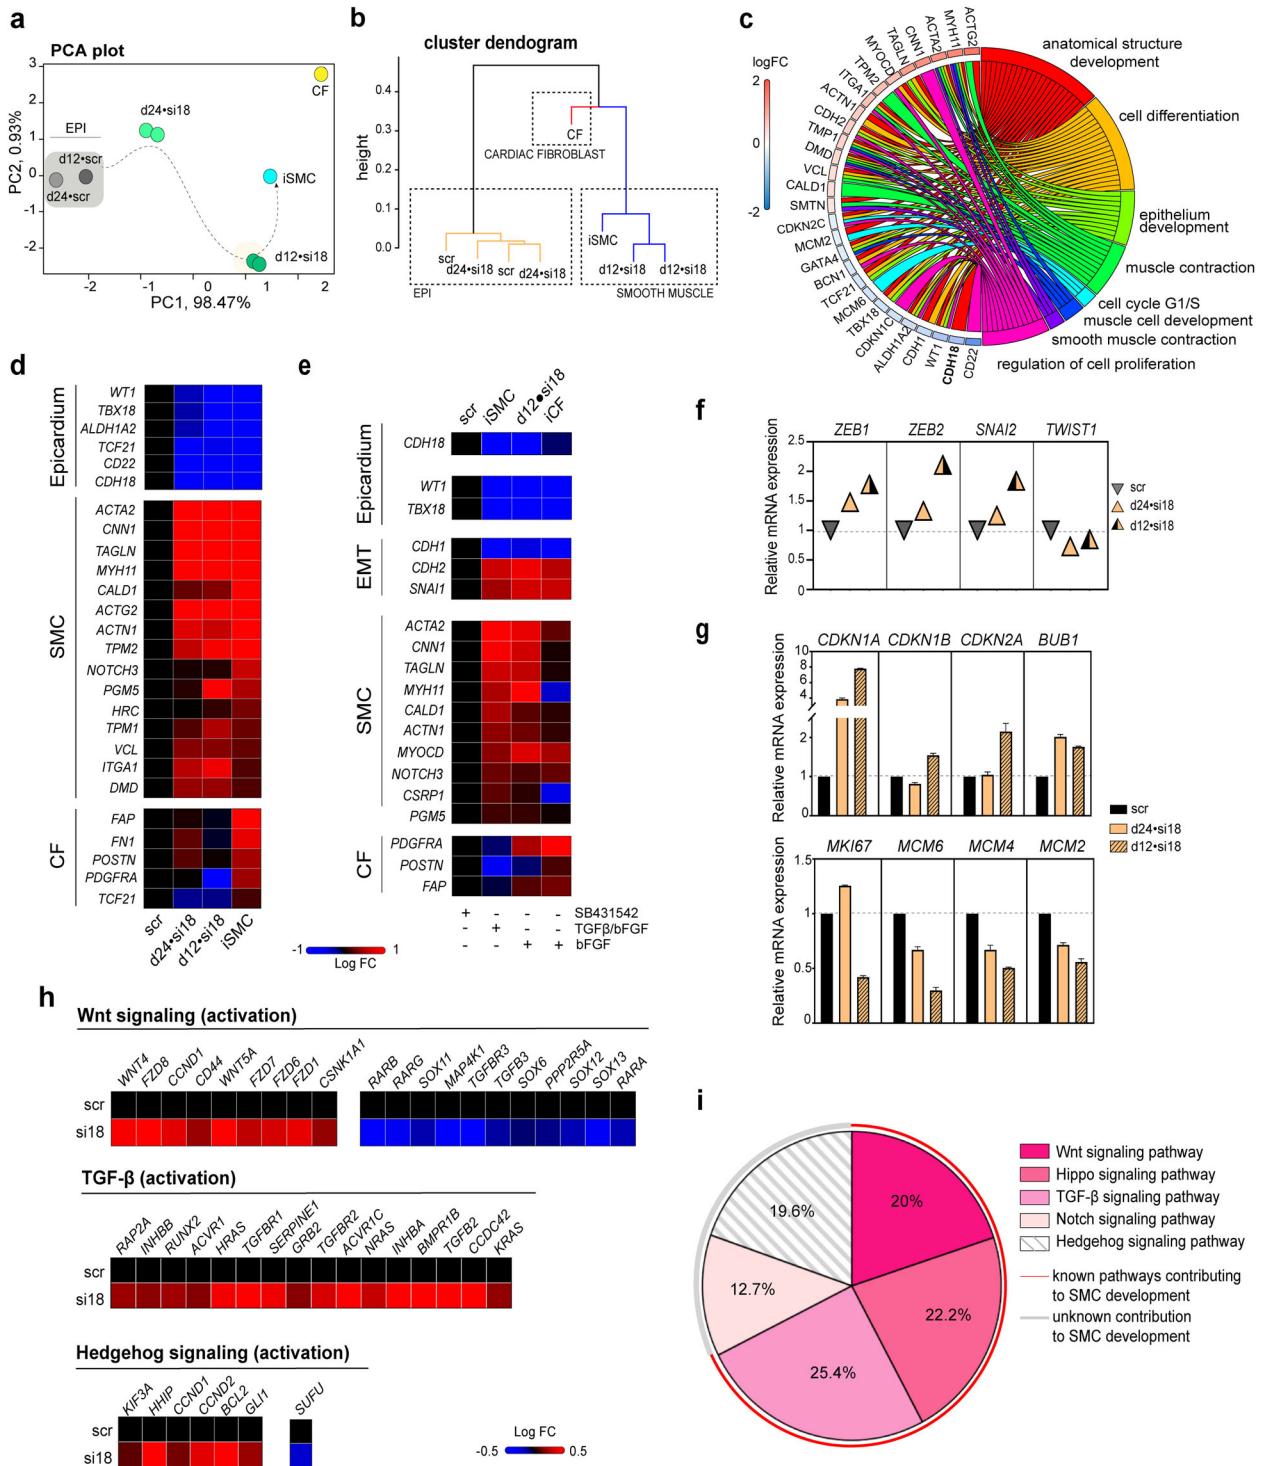 a
PCA plot
3
2
1
0
-1
-2
PC2, 0.93%
-2
-1
0
1
2
PC1, 98.47%
EPI
d12•scr
d24•scr
d24•si18
CF
iSMC
d12•si18
b
cluster dendogram
height
0.4
0.3
0.2
0.1
0.0
CF
CARDIAC FIBROBLAST
scr
d24•si18
scr
d24•si18
EPI
iSMC
d12•si18
d12•si18
SMOOTH MUSCLE
c
logFC
2
0
-2
ACTG2
MYH11
ACTA2
CNN1
TAGLN
MYOCD
TPM2
ITGA1
ACTN1
CDH2
TMP1
DMD
VCL
CALD1
SMTN
CDKN2C
MCM2
GATA4
BCN1
TCF21
MCM6
TBX18
CDKN1C
ALDH1A2
CDH1
WT1
CDH18
CD22
anatomical structure
development
cell differentiation
epithelium
development
muscle contraction
cell cycle G1/S
muscle cell development
smooth muscle contraction
regulation of cell proliferation
d
Epicardium
WT1
TBX18
ALDH1A2
TCF21
CD22
CDH18
SMC
ACTA2
CNN1
TAGLN
MYH11
CALD1
ACTG2
ACTN1
TPM2
NOTCH3
PGM5
HRC
TPM1
VCL
ITGA1
DMD
CF
FAP
FN1
POSTN
PDGFRA
TCF21
scr
d24•si18
d12•si18
iSMC
-1
1
Log FC
e
scr
iSMC
d12●si18
iCF
Epicardium
CDH18
WT1
TBX18
EMT
CDH1
CDH2
SNAI1
SMC
ACTA2
CNN1
TAGLN
MYH11
CALD1
ACTN1
MYOCD
NOTCH3
CSRP1
PGM5
CF
PDGFRA
POSTN
FAP
+ - - - SB431542
- + - - TGFβ/bFGF
- - + + bFGF
f
Relative mRNA expression
2.5
2
1.5
1
0.5
0
ZEB1
ZEB2
SNAI2
TWIST1
scr
d24•si18
d12•si18
g
Relative mRNA expression
10
8
6
4
2
1
0
CDKN1A
CDKN1B
CDKN2A
BUB1
Relative mRNA expression
1.5
1
0.5
0
MKI67
MCM6
MCM4
MCM2
scr
d24•si18
d12•si18
h
Wnt signaling (activation)
WNT4
FZD8
CCND1
CD44
WNT5A
FZD7
FZD6
FZD1
CSNK1A1
RARB
RARG
SOX11
MAP4K1
TGFBR3
TGFB3
SOX6
PPP2R5A
SOX12
SOX13
RARA
scr
si18
TGF-β (activation)
RAP2A
INHBB
RUNX2
ACVR1
HRAS
TGFBR1
SERPINE1
GRB2
TGFBR2
ACVR1C
NRAS
INHBA
BMPR1B
TGFB2
CCDC42
KRAS
scr
si18
Hedgehog signaling (activation)
KIF3A
HHIP
CCND1
CCND2
BCL2
GLI1
SUFU
scr
si18
Log FC
-0.5
0.5
i
20%
22.2%
25.4%
12.7%
19.6%
Wnt signaling pathway
Hippo signaling pathway
TGF-β signaling pathway
Notch signaling pathway
Hedgehog signaling pathway
known pathways contributing
to SMC development
unknown contribution
to SMC development